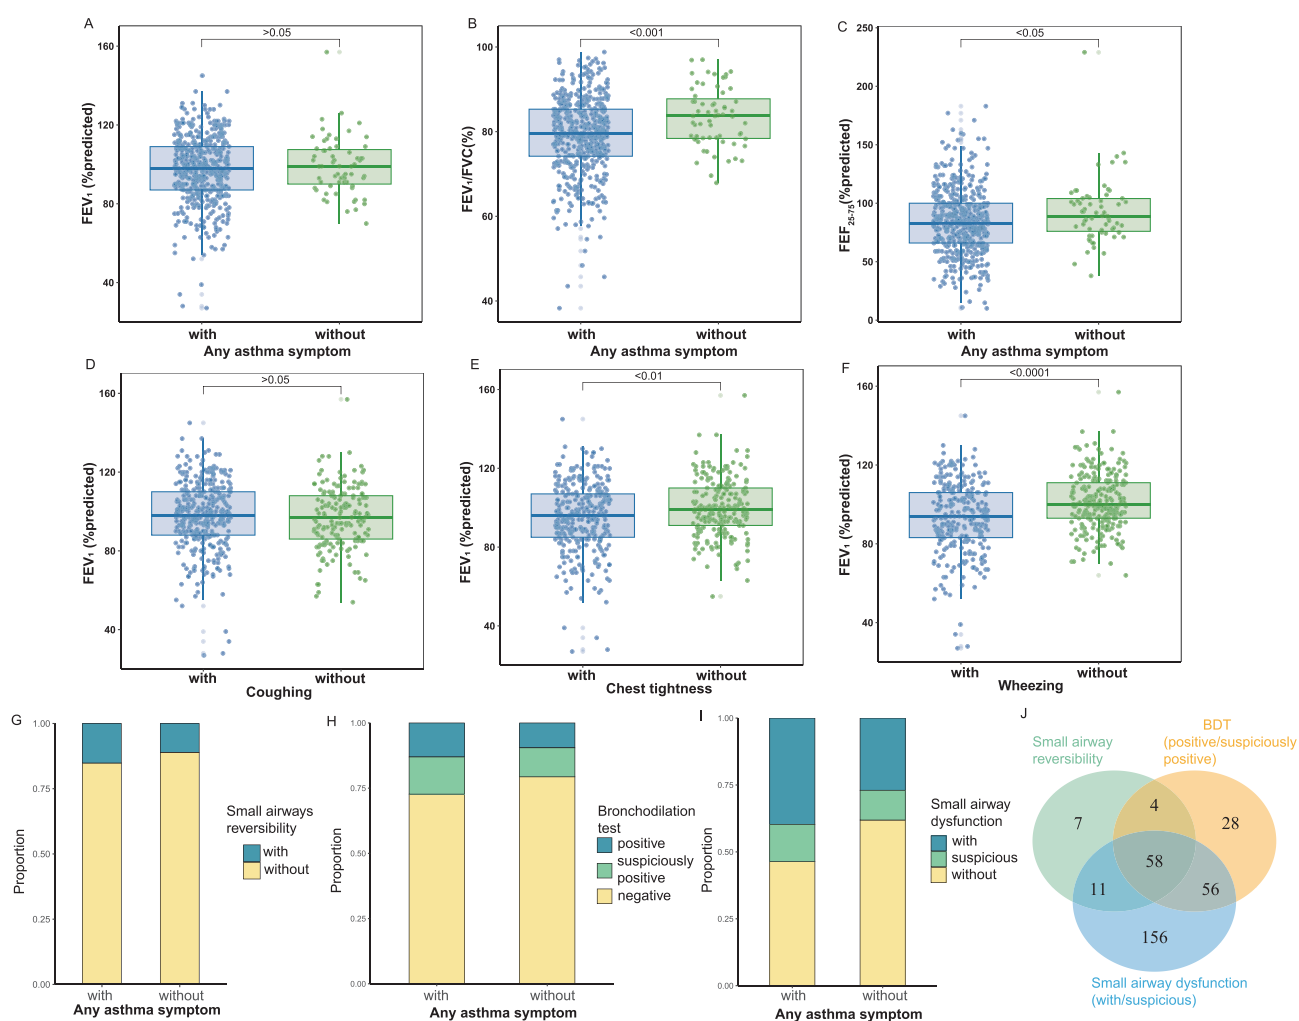 A
>0.05
160
120
80
40
FEV₁ (%predicted)
with
without
Any asthma symptom
B
<0.001
100
80
60
40
FEV₁/FVC(%)
with
without
Any asthma symptom
C
<0.05
250
200
150
100
50
0
FEF₂₅₋₇₅(%predicted)
with
without
Any asthma symptom
D
>0.05
160
120
80
40
FEV₁ (%predicted)
with
without
Coughing
E
<0.01
160
120
80
40
FEV₁ (%predicted)
with
without
Chest tightness
F
<0.0001
160
120
80
40
FEV₁ (%predicted)
with
without
Wheezing
G
1.00
0.75
0.50
0.25
0.00
Proportion
with
without
Any asthma symptom
Small airways
reversibility
with
without
H
1.00
0.75
0.50
0.25
0.00
Proportion
with
without
Any asthma symptom
Bronchodilation
test
positive
suspiciously
positive
negative
I
1.00
0.75
0.50
0.25
0.00
Proportion
with
without
Any asthma symptom
Small airway
dysfunction
with
suspicious
without
J
BDT
(positive/suspiciously
positive)
Small airway
reversibility
7
4
28
58
11
56
156
Small airway dysfunction
(with/suspicious)